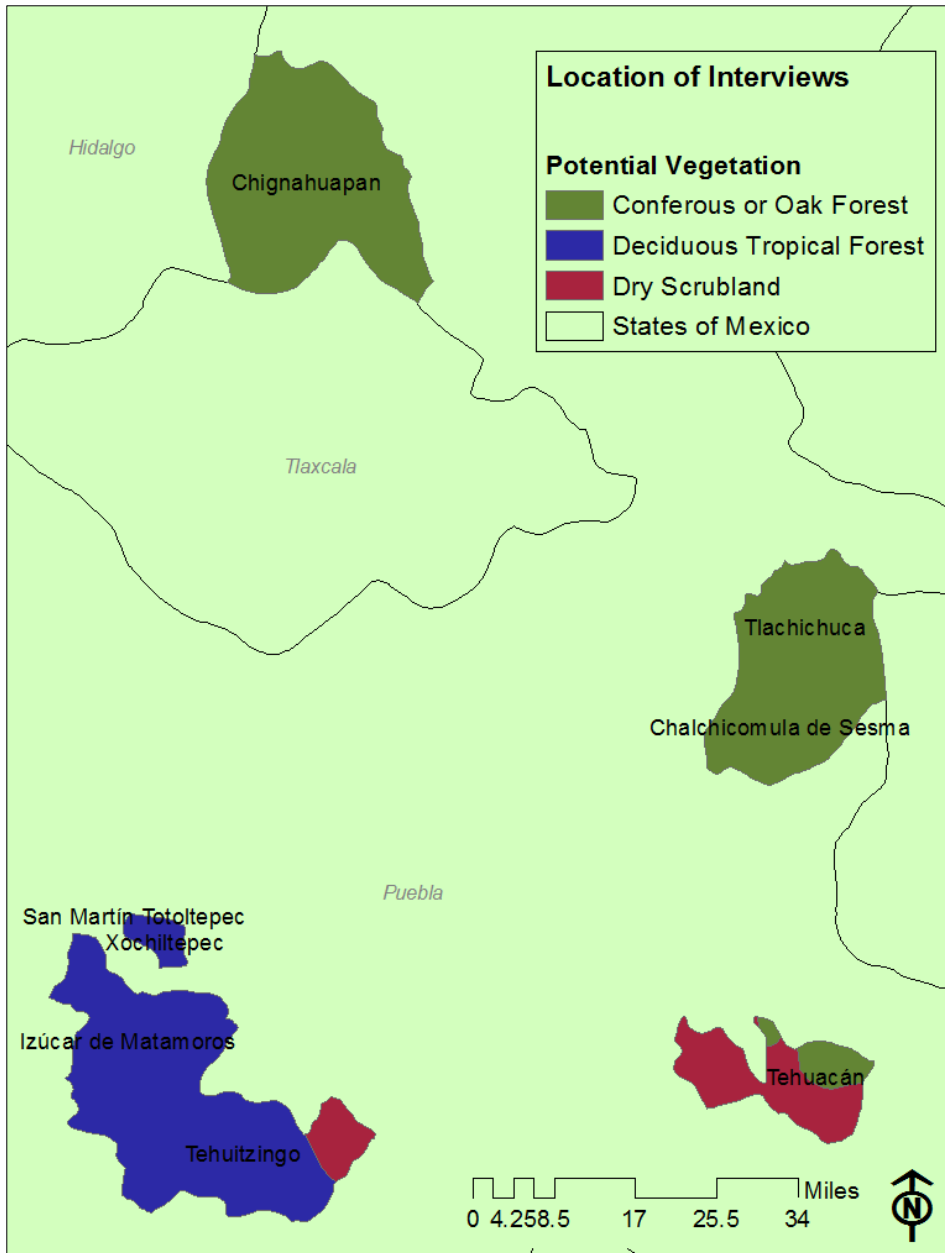 Location of Interviews
Potential Vegetation
Conferous or Oak Forest
Deciduous Tropical Forest
Dry Scrubland
States of Mexico
Hidalgo
Chignahuapan
Tlaxcala
Tlachichuca
Chalchicomula de Sesma
Puebla
San Martín Totoltepec
Xochiltepec
Izúcar de Matamoros
Tehuacán
Tehuitzingo
Miles
0 4.25 8.5 17 25.5 34
N